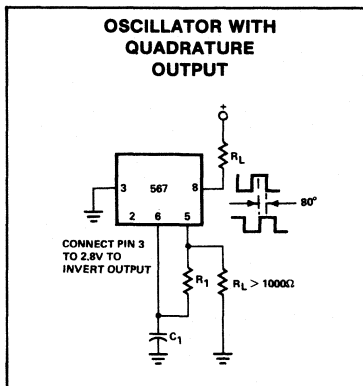 OSCILLATOR WITH
QUADRATURE
OUTPUT
+
RL
3 567 8
2 6 5
80°
CONNECT PIN 3
TO 2.8V TO
INVERT OUTPUT
R1
RL > 1000Ω
C1